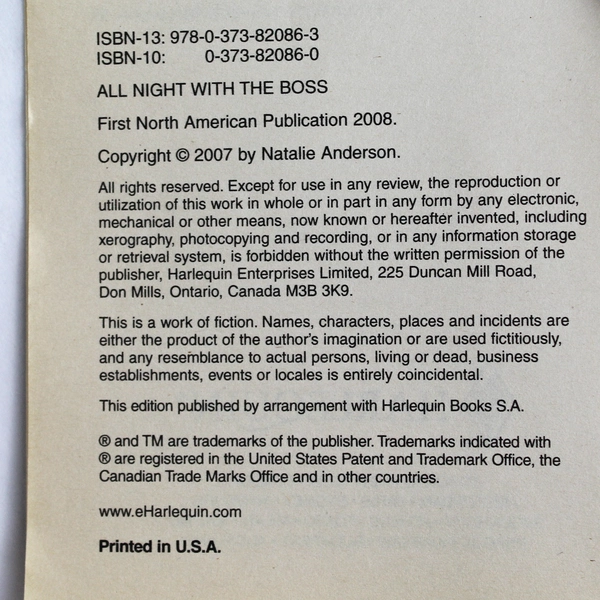 ISBN-13: 978-0-373-82086-3
ISBN-10: 0-373-82086-0
ALL NIGHT WITH THE BOSS
First North American Publication 2008.
Copyright © 2007 by Natalie Anderson.
All rights reserved. Except for use in any review, the reproduction or
utilization of this work in whole or in part in any form by any electronic,
mechanical or other means, now known or hereafter invented, including
xerography, photocopying and recording, or in any information storage
or retrieval system, is forbidden without the written permission of the
publisher, Harlequin Enterprises Limited, 225 Duncan Mill Road,
Don Mills, Ontario, Canada M3B 3K9.
This is a work of fiction. Names, characters, places and incidents are
either the product of the author's imagination or are used fictitiously,
and any resemblance to actual persons, living or dead, business
establishments, events or locales is entirely coincidental.
This edition published by arrangement with Harlequin Books S.A.
® and TM are trademarks of the publisher. Trademarks indicated with
® are registered in the United States Patent and Trademark Office, the
Canadian Trade Marks Office and in other countries.
www.eHarlequin.com
Printed in U.S.A.